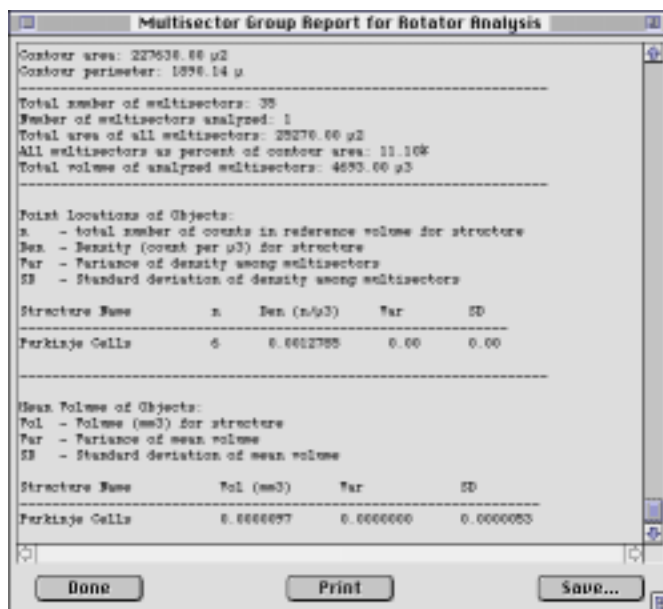 Multisector Group Report for Rotator Analysis
Contour area: 227630.00 µ2
Contour perimeter: 1890.14 µ
Total number of multisectors: 35
Number of multisectors analyzed: 1
Total area of all multisectors: 25270.00 µ2
All multisectors as percent of contour area: 11.10%
Total volume of analyzed multisectors: 4693.00 µ3
Point locations of Objects:
n - total number of counts in reference volume for structure
Den - Density (count per µ3) for structure
Var - Variance of density among multisectors
SD - Standard deviation of density among multisectors
Structure Name n Den (n/µ3) Var SD
Purkinje Cells 6 0.0012785 0.00 0.00
Mean Volume of Objects:
Vol - Volume (mm3) for structure
Var - Variance of mean volume
SD - Standard deviation of mean volume
Structure Name Vol (mm3) Var SD
Purkinje Cells 0.0000097 0.0000000 0.0000053
Done Print Save...